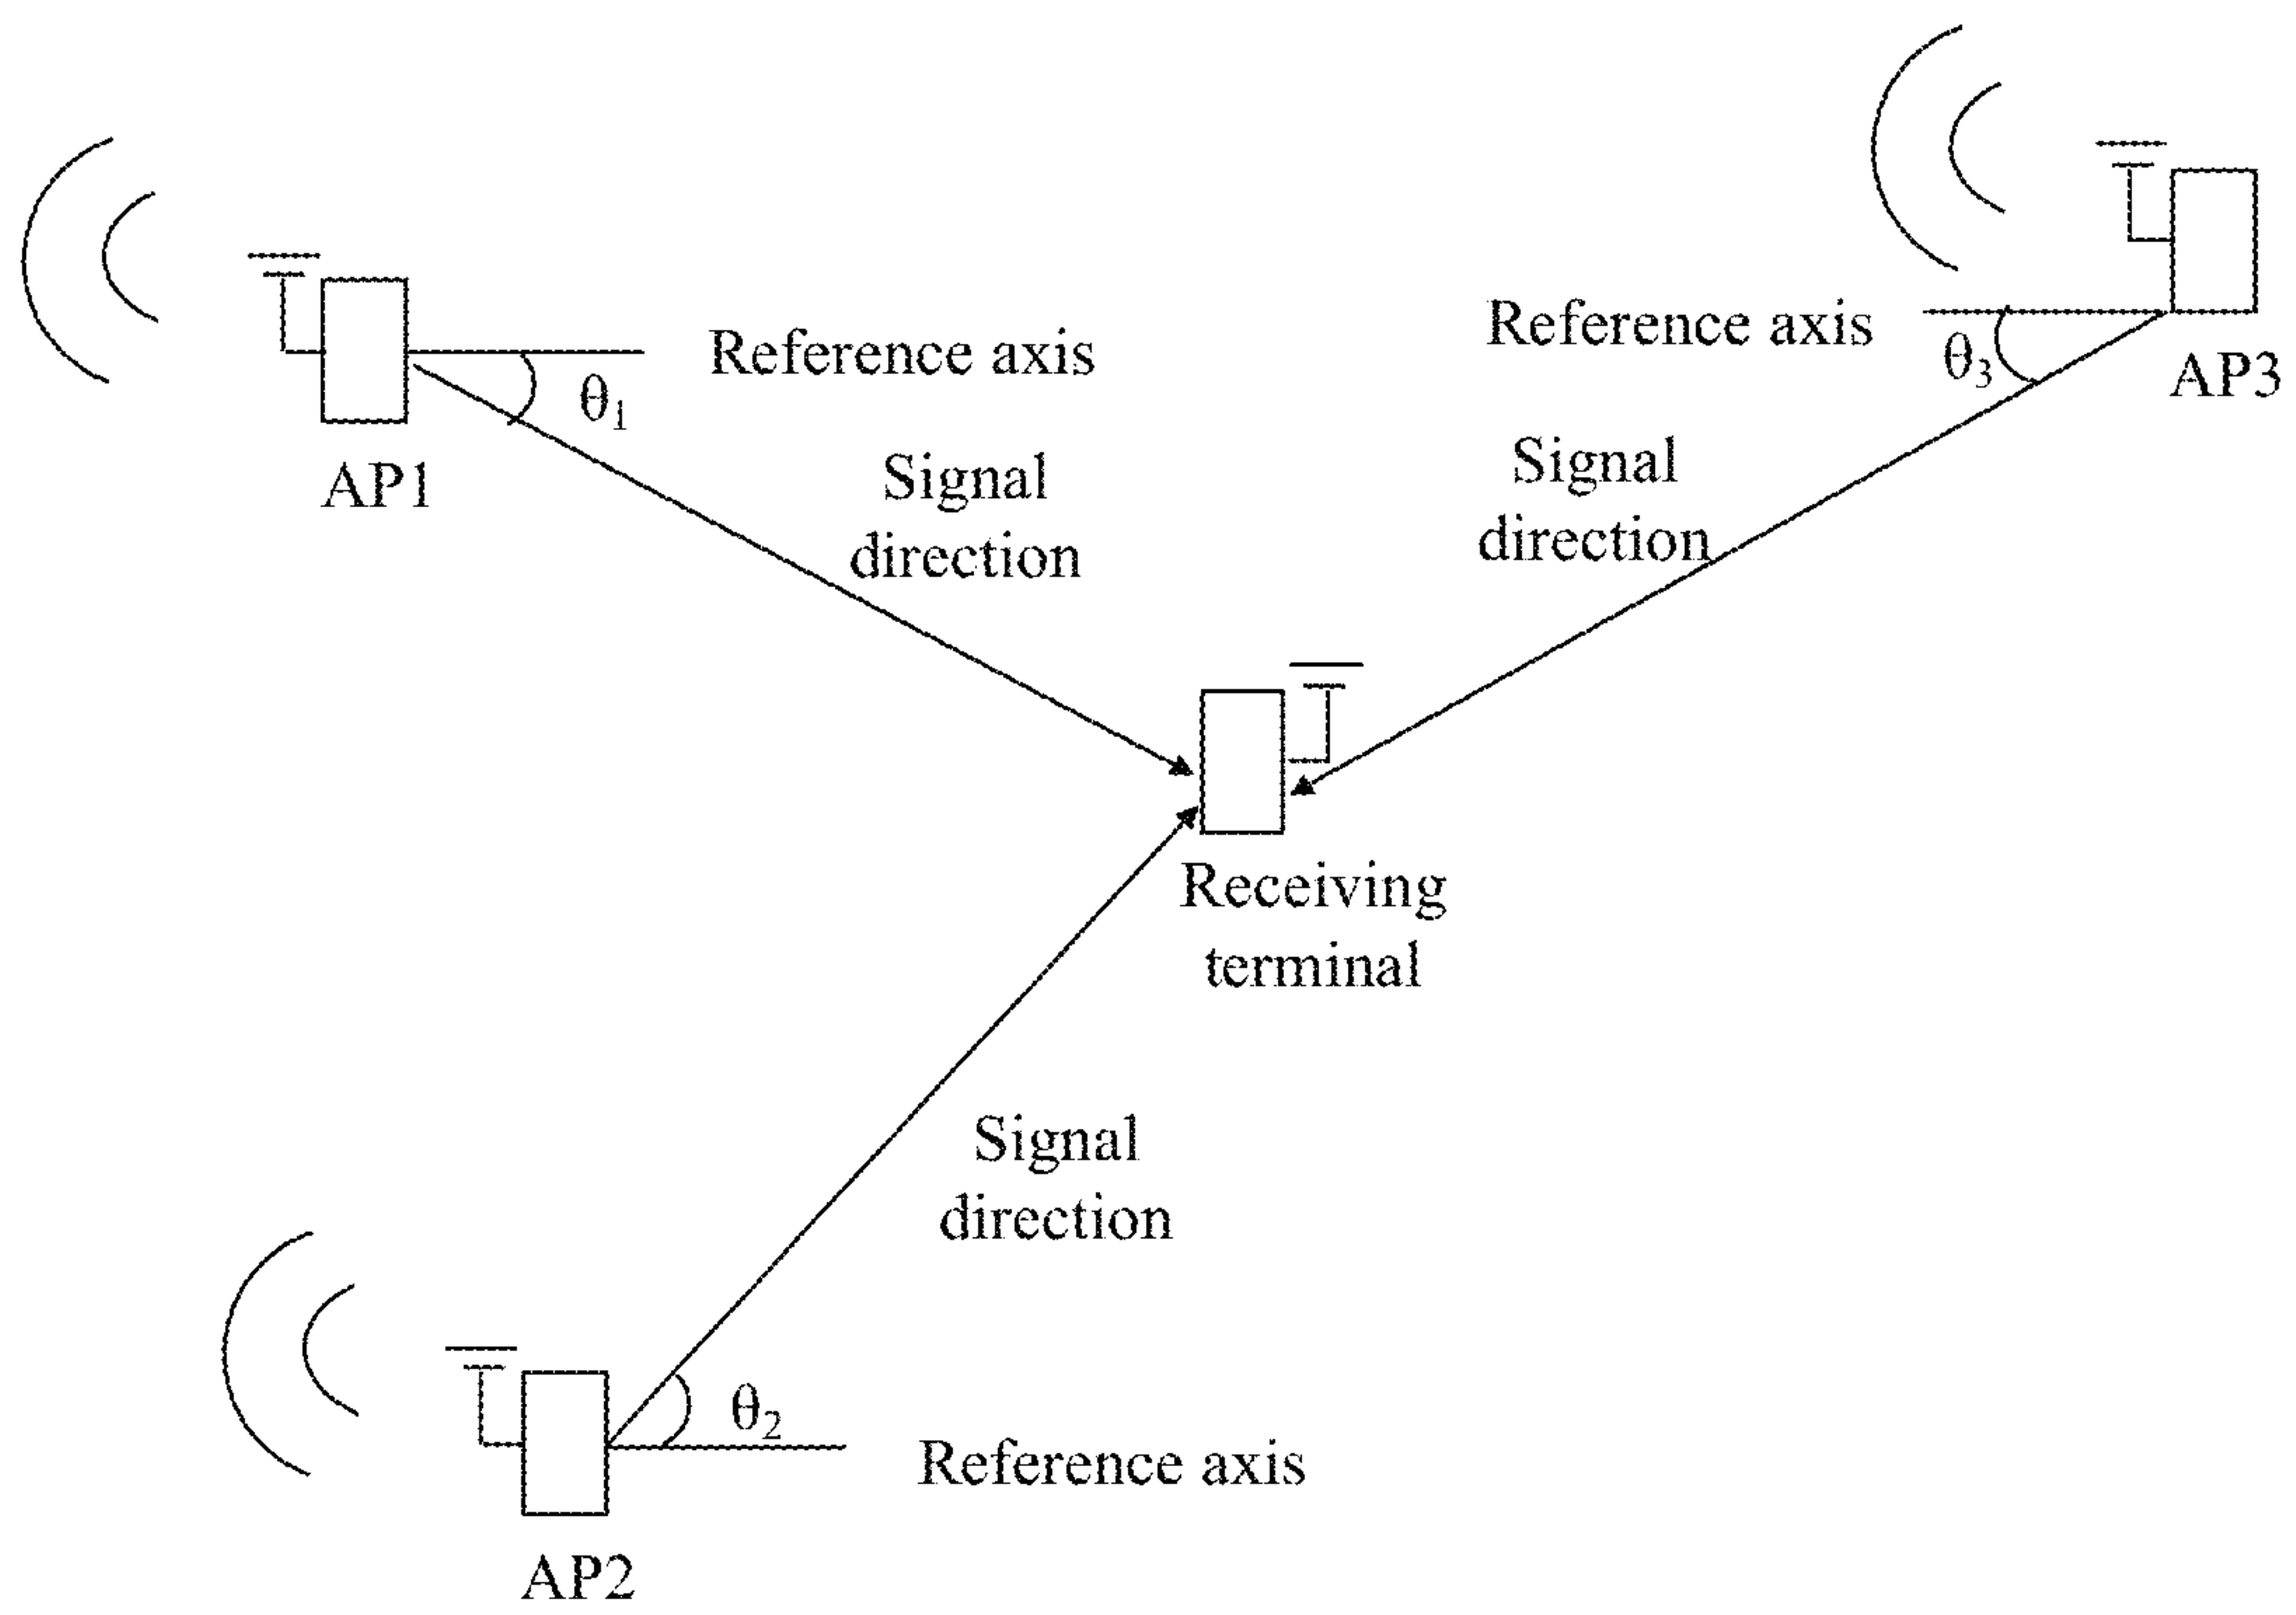 Reference axis
θ3
AP3
Reference axis
θ1
AP1
Signal
direction
Signal
direction
Receiving
terminal
Signal
direction
θ2
Reference axis
AP2